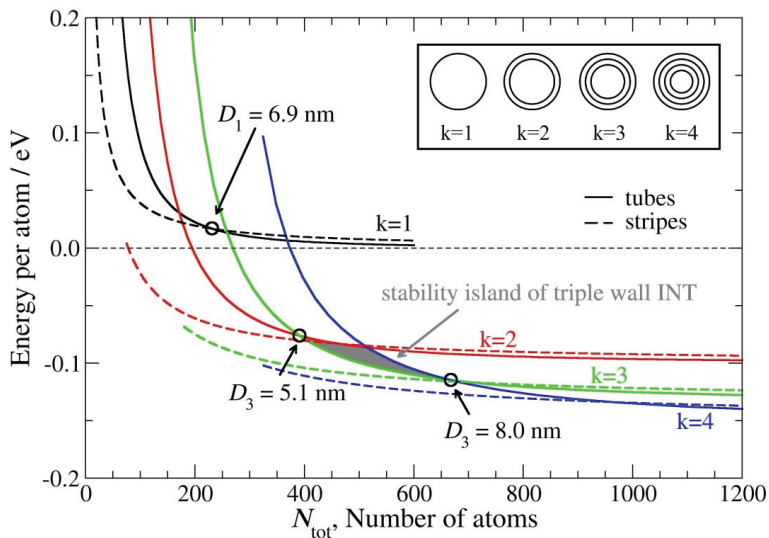 0.2
0.1
0.0
-0.1
-0.2
Energy per atom / eV
D₁ = 6.9 nm
k=1
k=2
k=3
k=4
tubes
stripes
k=1
stability island of triple wall INT
k=2
k=3
k=4
D₃ = 5.1 nm
D₃ = 8.0 nm
0 200 400 600 800 1000 1200
Nₜₒₜ, Number of atoms